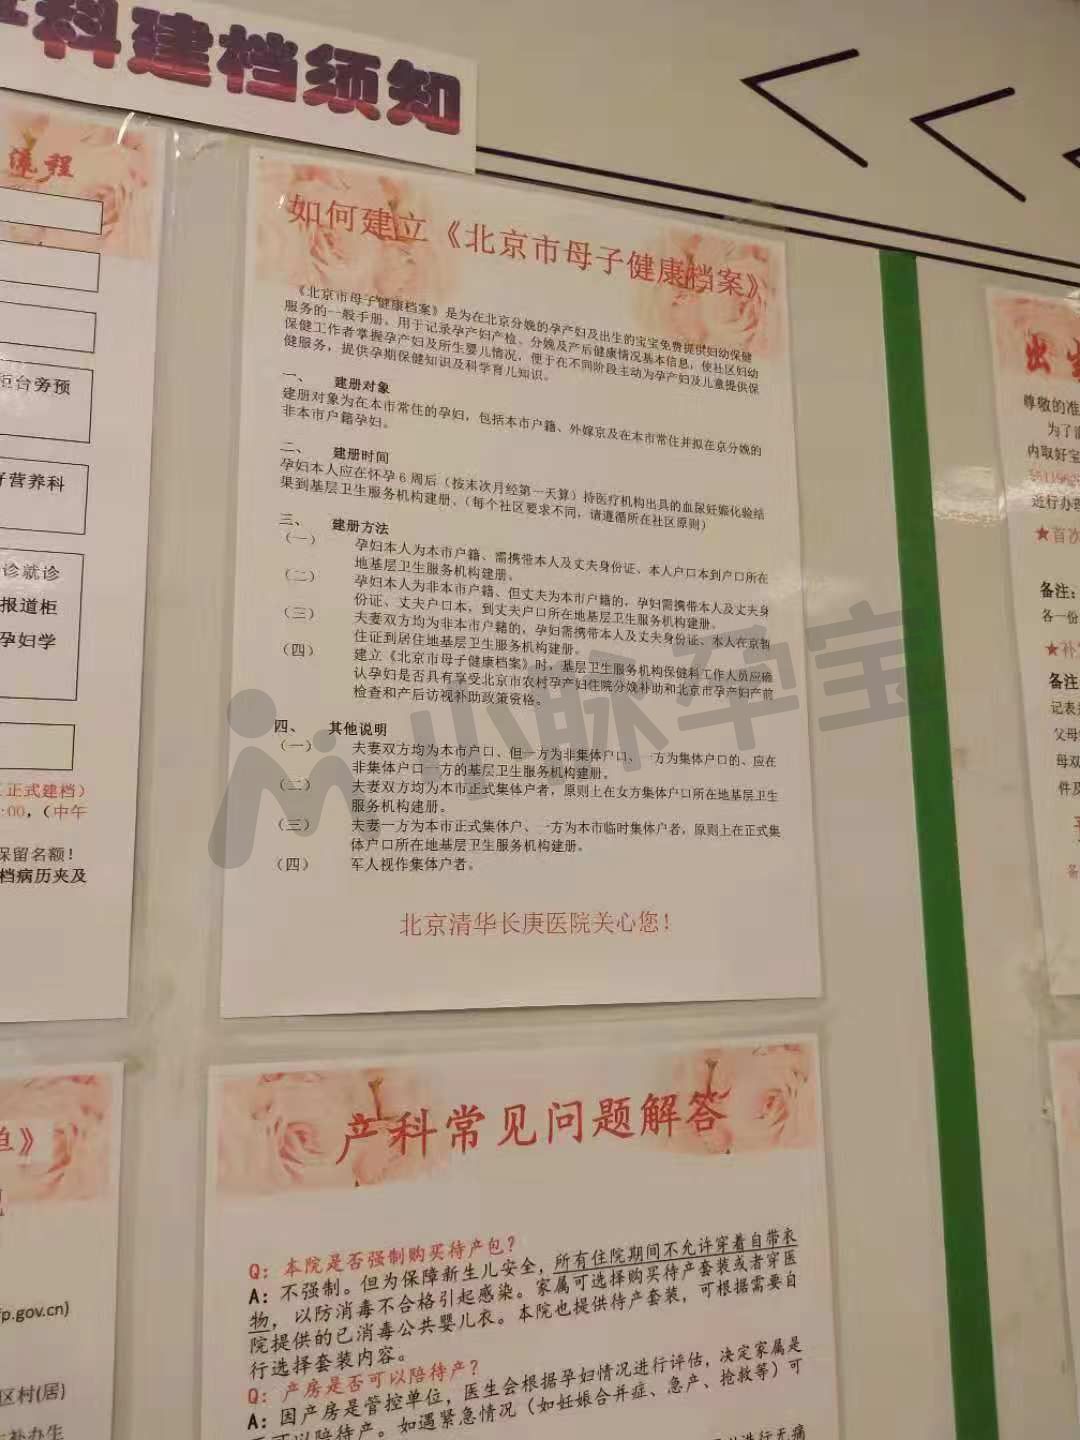 科建档须知
流程
柜台旁预
营养科
诊就诊
报道柜
孕妇学
正式建档）
:00,（中午
保留名额！
档病历夹及
如何建立《北京市母子健康档案》
《北京市母子健康档案》是为在北京分娩的孕产妇及出生的宝宝免费提供妇幼保健
服务的一般手册。用于记录孕产妇产检、分娩及产后健康情况基本信息，使社区妇幼
保健工作者掌握孕产妇及所生婴儿情况，便于在不同阶段主动为孕产妇及儿童提供保
健服务，提供孕期保健知识及科学育儿知识。
一、 建册对象
建册对象为在本市常住的孕妇，包括本市户籍、外嫁京及在本市常住并拟在京分娩的
非本市户籍孕妇。
二、 建册时间
孕妇本人应在怀孕6周后（按末次月经第一天算）持医疗机构出具的血尿妊娠化验结
果到基层卫生服务机构建册。（每个社区要求不同，请遵循所在社区原则）
三、 建册方法
（一） 孕妇本人为本市户籍、需携带本人及丈夫身份证、本人户口本到户口所在
地基层卫生服务机构建册。
（二） 孕妇本人为非本市户籍、但丈夫为本市户籍的，孕妇需携带本人及丈夫身
份证、丈夫户口本，到丈夫户口所在地基层卫生服务机构建册。
（三） 夫妻双方均为非本市户籍的，孕妇需携带本人及丈夫身份证、本人在京暂
住证到居住地基层卫生服务机构建册。
（四） 建立《北京市母子健康档案》时，基层卫生服务机构保健科工作人员应确
认孕妇是否具有享受北京市农村孕产妇住院分娩补助和北京市孕产妇产前
检查和产后访视补助政策资格。
四、 其他说明
（一） 夫妻双方均为本市户口、但一方为非集体户口、一方为集体户口的、应在
非集体户口一方的基层卫生服务机构建册。
（二） 夫妻双方均为本市正式集体户者，原则上在女方集体户口所在地基层卫生
服务机构建册。
（三） 夫妻一方为本市正式集体户、一方为本市临时集体户者，原则上在正式集
体户口所在地基层卫生服务机构建册。
（四） 军人视作集体户者。
北京清华长庚医院关心您！
小脉孕宝
尊敬的准
内取好宝
进行办理
★首次
备注：
各一份
★补
备注
记表
父母
母双
件及
》
p.gov.cn)
区村(居)
补办生
产科常见问题解答
Q：本院是否强制购买待产包？
A：不强制。但为保障新生儿安全，所有住院期间不允许穿着自带衣
物，以防消毒不合格引起感染。家属可选择购买待产套装或者穿医
院提供的已消毒公共婴儿衣。本院也提供待产套装，可根据需要自
行选择套装内容。
Q：产房是否可以陪待产？
A：因产房是管控单位，医生会根据孕妇情况进行评估，决定家属是
否可以陪待产。如遇紧急情况（如妊娠合并症、急产、抢救等）可
进行无痛